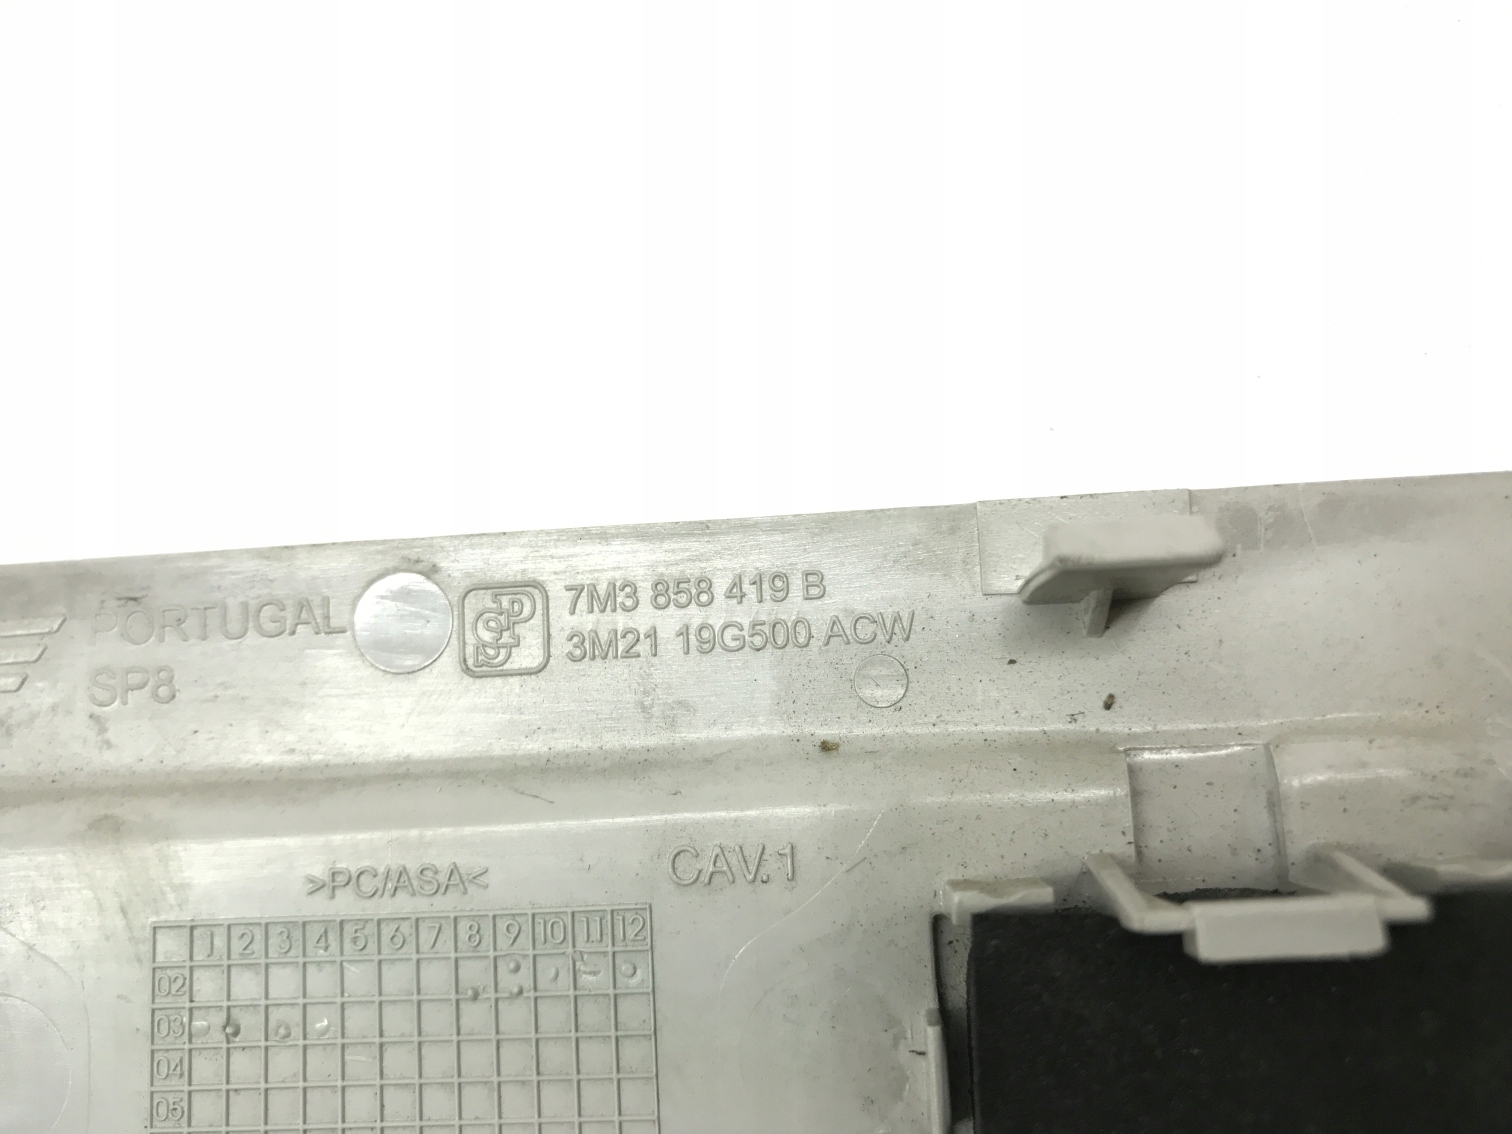 PORTUGAL
SP8
7M3 858 419 B
3M21 19G500 ACW
>PC/ASA<
CAV.1
1 2 3 4 5 6 7 8 9 10 11 12
02
03
04
05